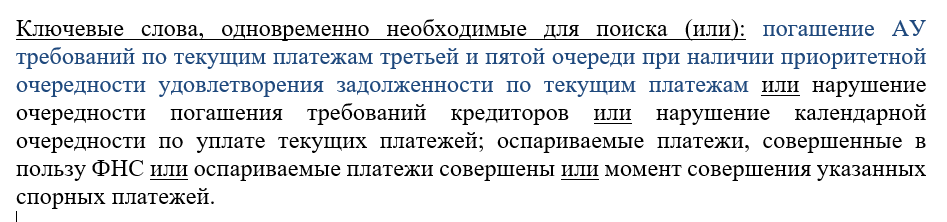 Ключевые слова, одновременно необходимые для поиска (или): погашение АУ
требований по текущим платежам третьей и пятой очереди при наличии приоритетной
очередности удовлетворения задолженности по текущим платежам или нарушение
очередности погашения требований кредиторов или нарушение календарной
очередности по уплате текущих платежей; оспариваемые платежи, совершенные в
пользу ФНС или оспариваемые платежи совершены или момент совершения указанных
спорных платежей.